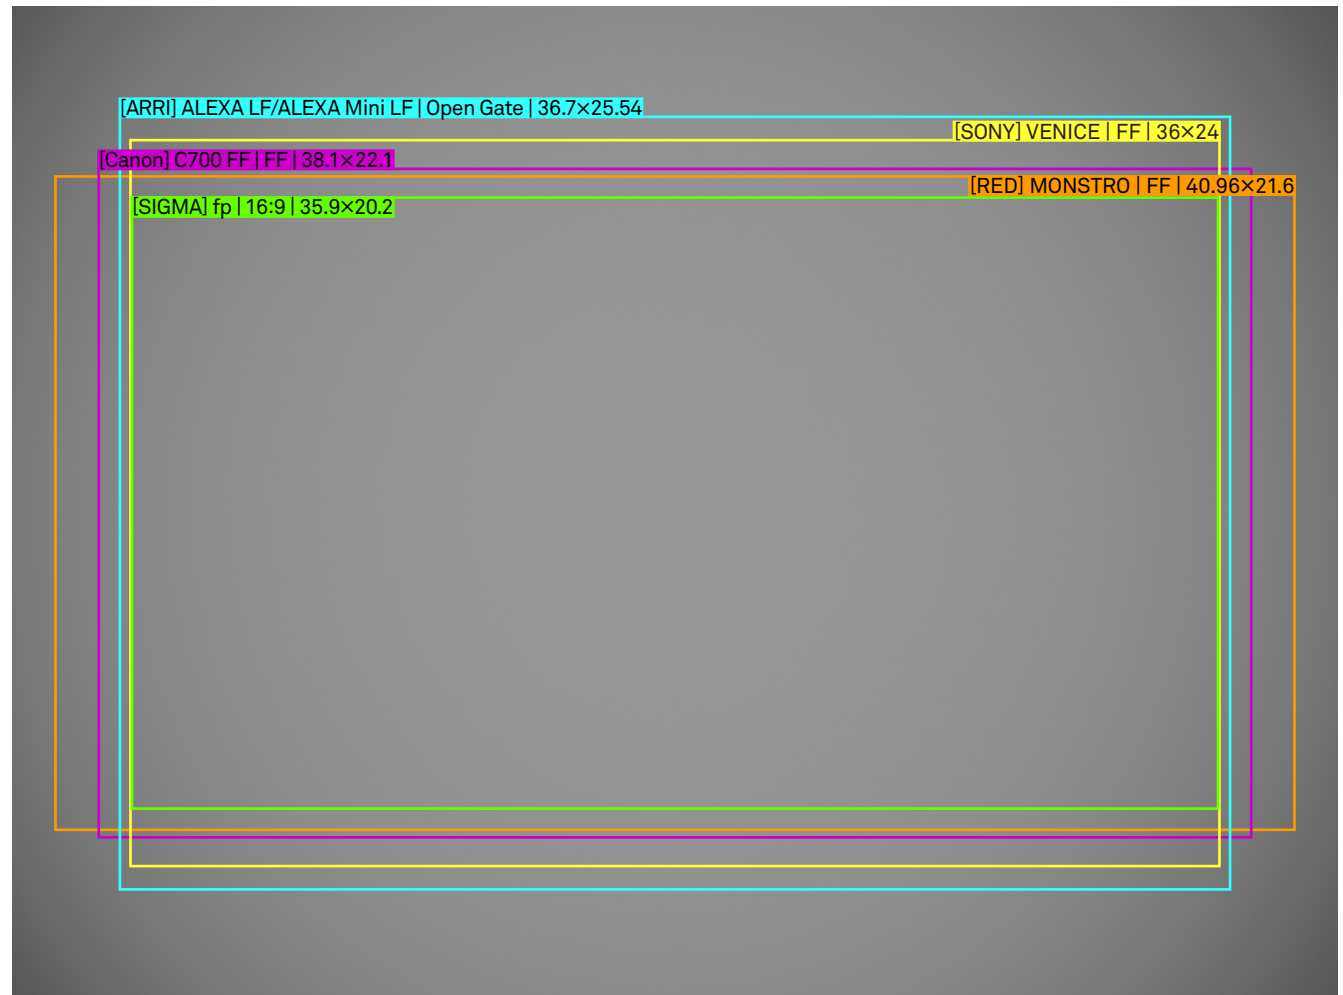 [ARRI] ALEXA LF/ALEXA Mini LF | Open Gate | 36.7×25.54
[SONY] VENICE | FF | 36×24
[Canon] C700 FF | FF | 38.1×22.1
[RED] MONSTRO | FF | 40.96×21.6
[SIGMA] fp | 16:9 | 35.9×20.2